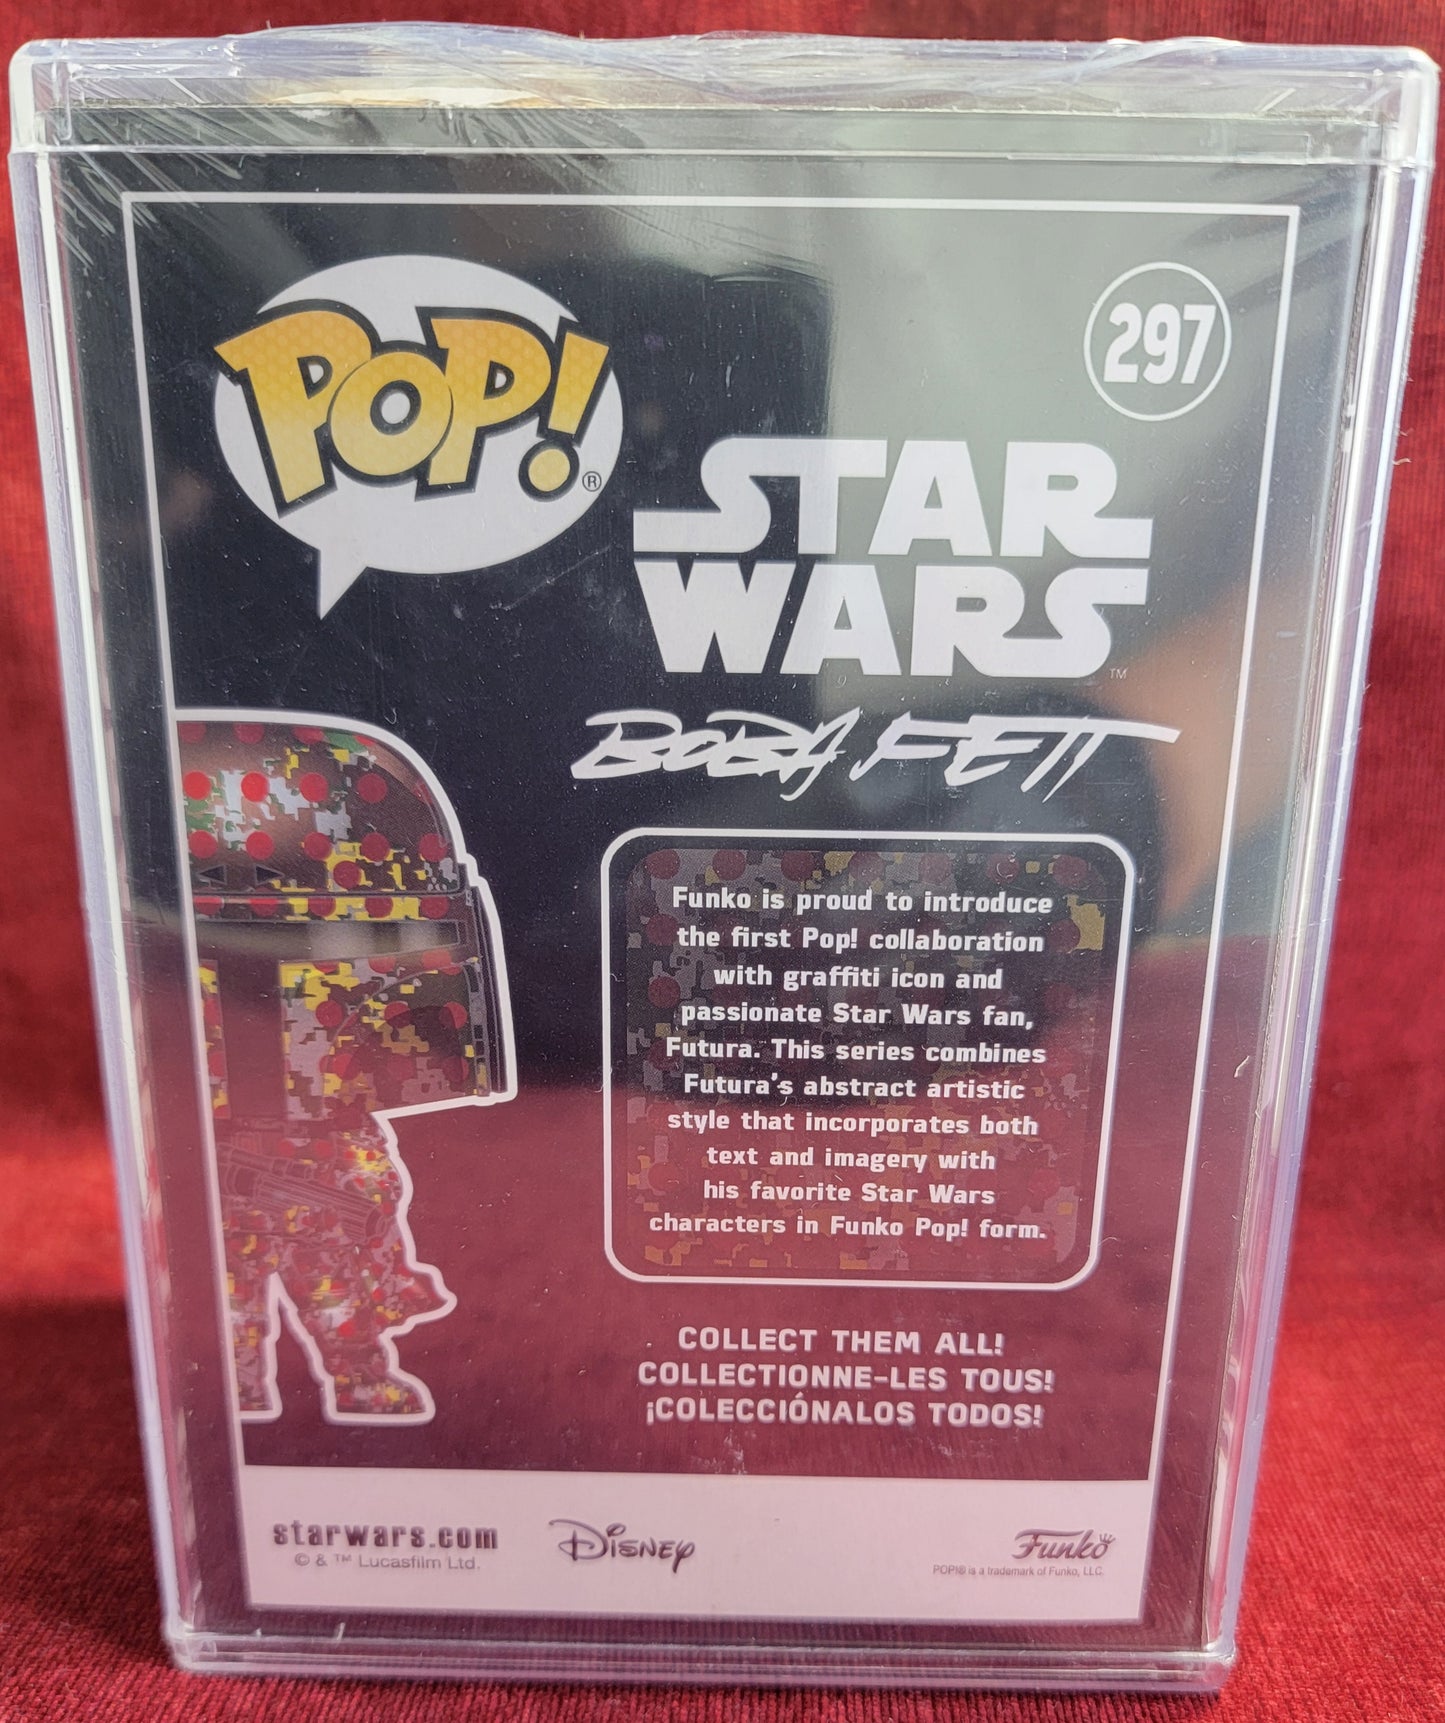 POP!®
297
STAR
WARS™
BOBA FETT
Funko is proud to introduce
the first Pop! collaboration
with graffiti icon and
passionate Star Wars fan,
Futura. This series combines
Futura's abstract artistic
style that incorporates both
text and imagery with
his favorite Star Wars
characters in Funko Pop! form.
COLLECT THEM ALL!
COLLECTIONNE-LES TOUS!
¡COLECCIÓNALOS TODOS!
starwars.com
© & ™ Lucasfilm Ltd.
Disney
Funko
POP!® is a trademark of Funko, LLC.